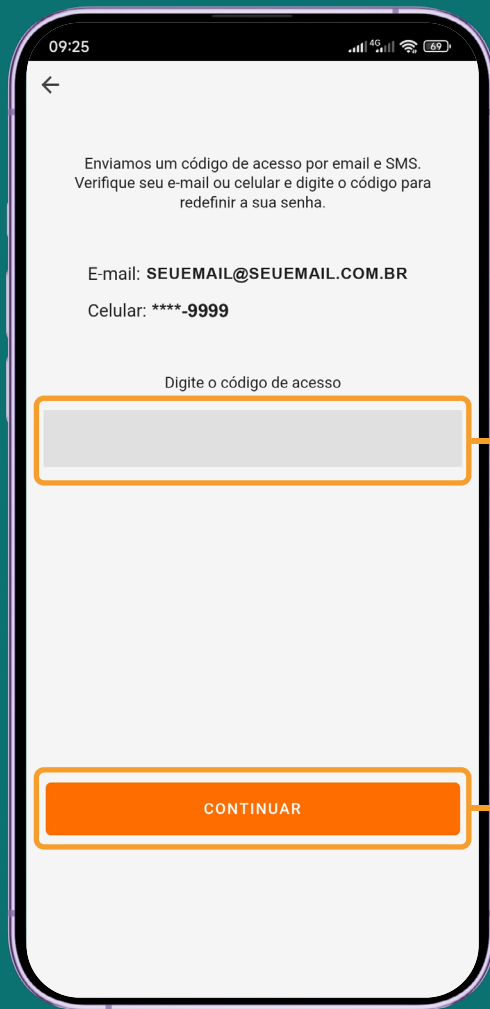 09:25
4G
69
Enviamos um código de acesso por email e SMS.
Verifique seu e-mail ou celular e digite o código para
redefinir a sua senha.
E-mail: SEUEMAIL@SEUEMAIL.COM.BR
Celular: ****-9999
Digite o código de acesso
CONTINUAR